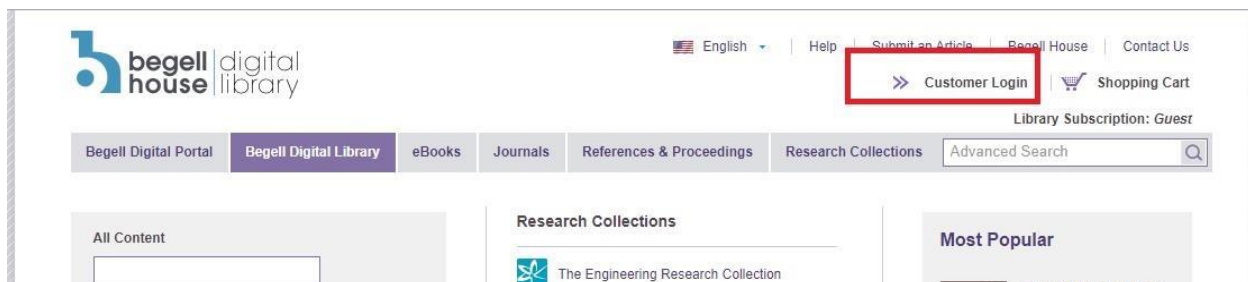 begell digital
house library
English Help Submit an Article Begell House Contact Us
Customer Login Shopping Cart
Library Subscription: Guest
Begell Digital Portal Begell Digital Library eBooks Journals References & Proceedings Research Collections Advanced Search
All Content
Research Collections
The Engineering Research Collection
Most Popular